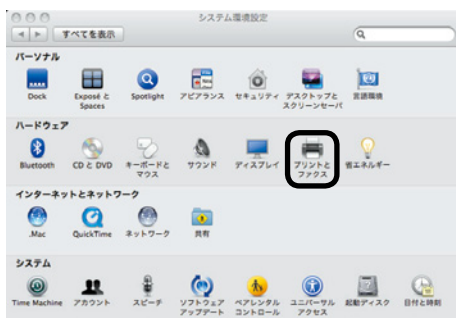 システム環境設定
すべてを表示
パーソナル
Dock
Exposé と
Spaces
Spotlight
アピアランス
セキュリティ
デスクトップと
スクリーンセーバ
言語環境
ハードウェア
Bluetooth
CD と DVD
キーボードと
マウス
サウンド
ディスプレイ
プリントと
ファクス
省エネルギー
インターネットとネットワーク
.Mac
QuickTime
ネットワーク
共有
システム
Time Machine
アカウント
スピーチ
ソフトウェア
アップデート
ペアレンタル
コントロール
ユニバーサル
アクセス
起動ディスク
日付と時刻